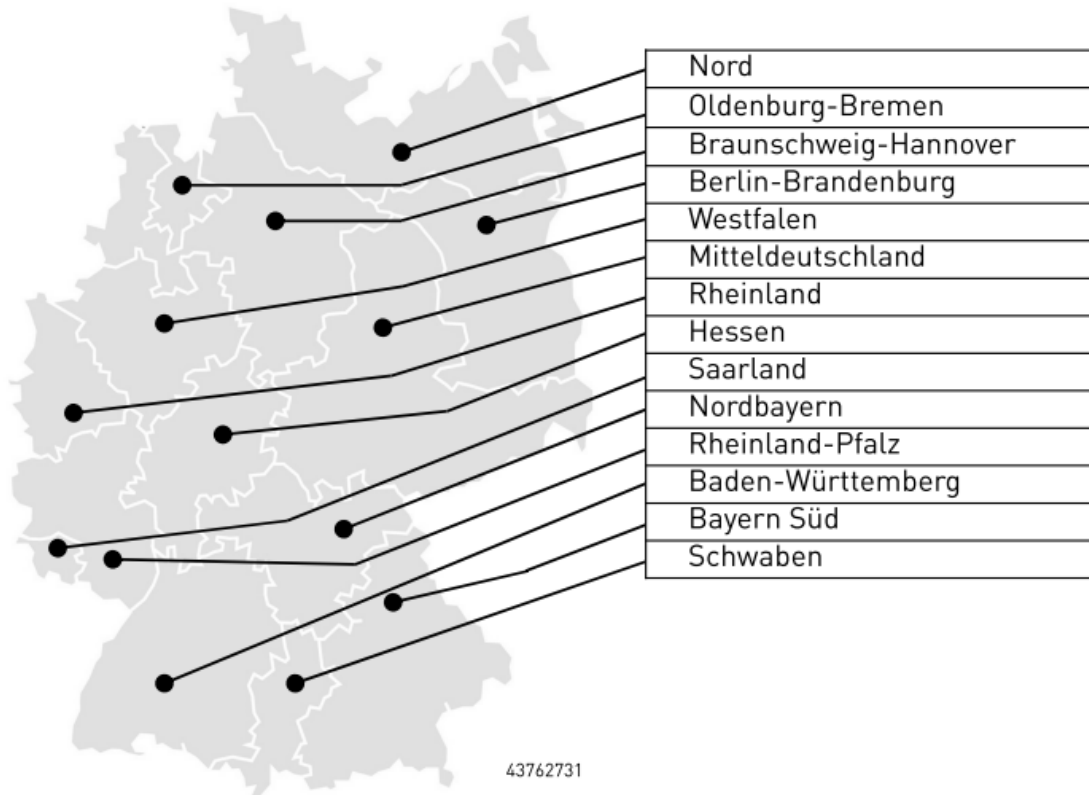 Nord
Oldenburg-Bremen
Braunschweig-Hannover
Berlin-Brandenburg
Westfalen
Mitteldeutschland
Rheinland
Hessen
Saarland
Nordbayern
Rheinland-Pfalz
Baden-Württemberg
Bayern Süd
Schwaben
43762731